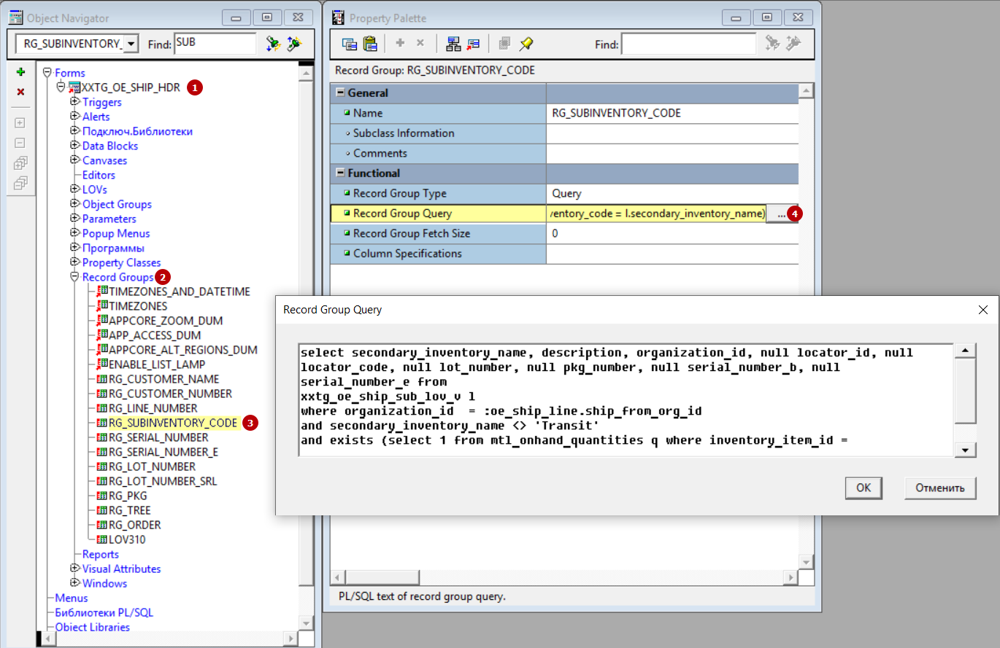 Object Navigator
RG_SUBINVENTORY_
Find:
SUB
Forms
XXTG_OE_SHIP_HDR
1
Triggers
Alerts
Подключ.Библиотеки
Data Blocks
Canvases
Editors
LOVs
Object Groups
Parameters
Popup Menus
Программы
Property Classes
Record Groups
2
TIMEZONES_AND_DATETIME
TIMEZONES
APPCORE_ZOOM_DUM
APP_ACCESS_DUM
APPCORE_ALT_REGIONS_DUM
ENABLE_LIST_LAMP
RG_CUSTOMER_NAME
RG_CUSTOMER_NUMBER
RG_LINE_NUMBER
RG_SUBINVENTORY_CODE
3
RG_SERIAL_NUMBER
RG_SERIAL_NUMBER_E
RG_LOT_NUMBER
RG_LOT_NUMBER_SRL
RG_PKG
RG_TREE
RG_ORDER
LOV310
Reports
Visual Attributes
Windows
Menus
Библиотеки PL/SQL
Object Libraries
Property Palette
Find:
Record Group: RG_SUBINVENTORY_CODE
General
Name RG_SUBINVENTORY_CODE
Subclass Information
Comments
Functional
Record Group Type Query
Record Group Query ventory_code = l.secondary_inventory_name) ... 4
Record Group Fetch Size 0
Column Specifications
PL/SQL text of record group query.
Record Group Query
select secondary_inventory_name, description, organization_id, null locator_id, null
locator_code, null lot_number, null pkg_number, null serial_number_b, null
serial_number_e from
xxtg_oe_ship_sub_lov_v l
where organization_id  = :oe_ship_line.ship_from_org_id
and secondary_inventory_name <> 'Transit'
and exists (select 1 from mtl_onhand_quantities q where inventory_item_id =
OK
Отменить